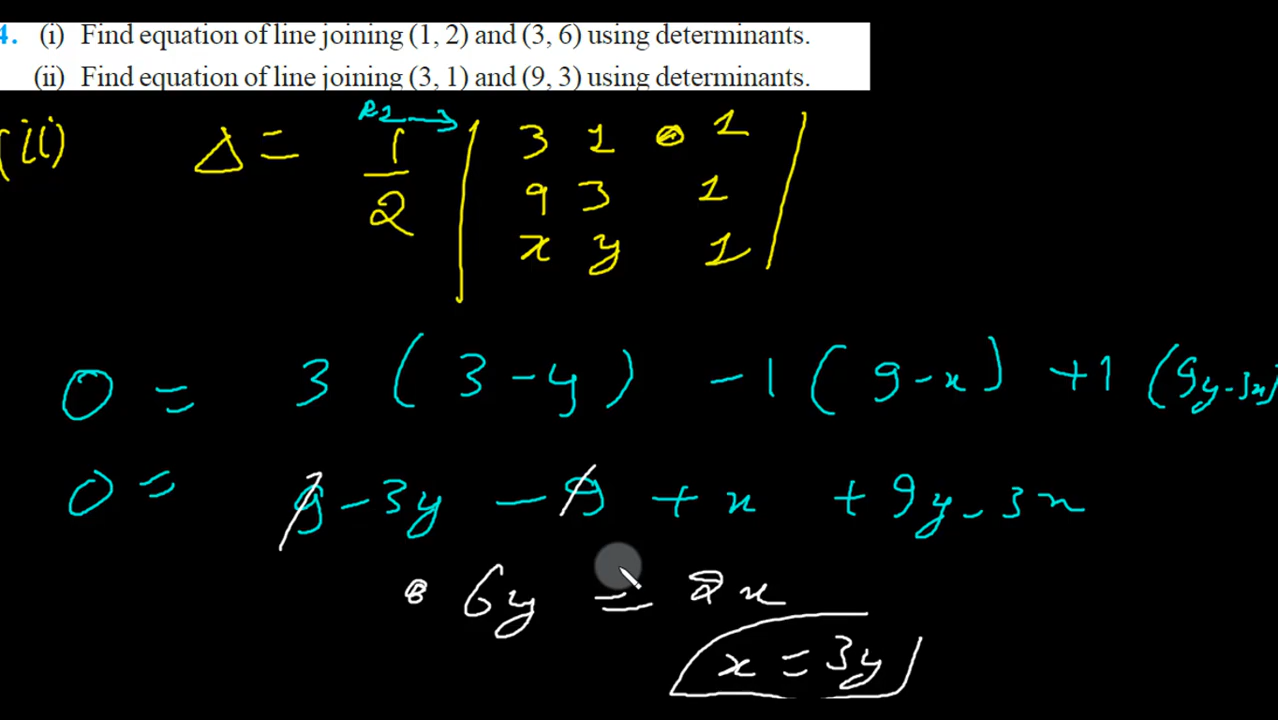 4. (i) Find equation of line joining (1, 2) and (3, 6) using determinants.
(ii) Find equation of line joining (3, 1) and (9, 3) using determinants.
(ii) Δ = 1/2 | 3 1 1
9 3 1
x y 1 |
R1 →
0 = 3 (3 - y) - 1 (9 - x) + 1 (9y - 3x)
0 = 9 - 3y - 9 + x + 9y - 3x
6y = 2x
x = 3y